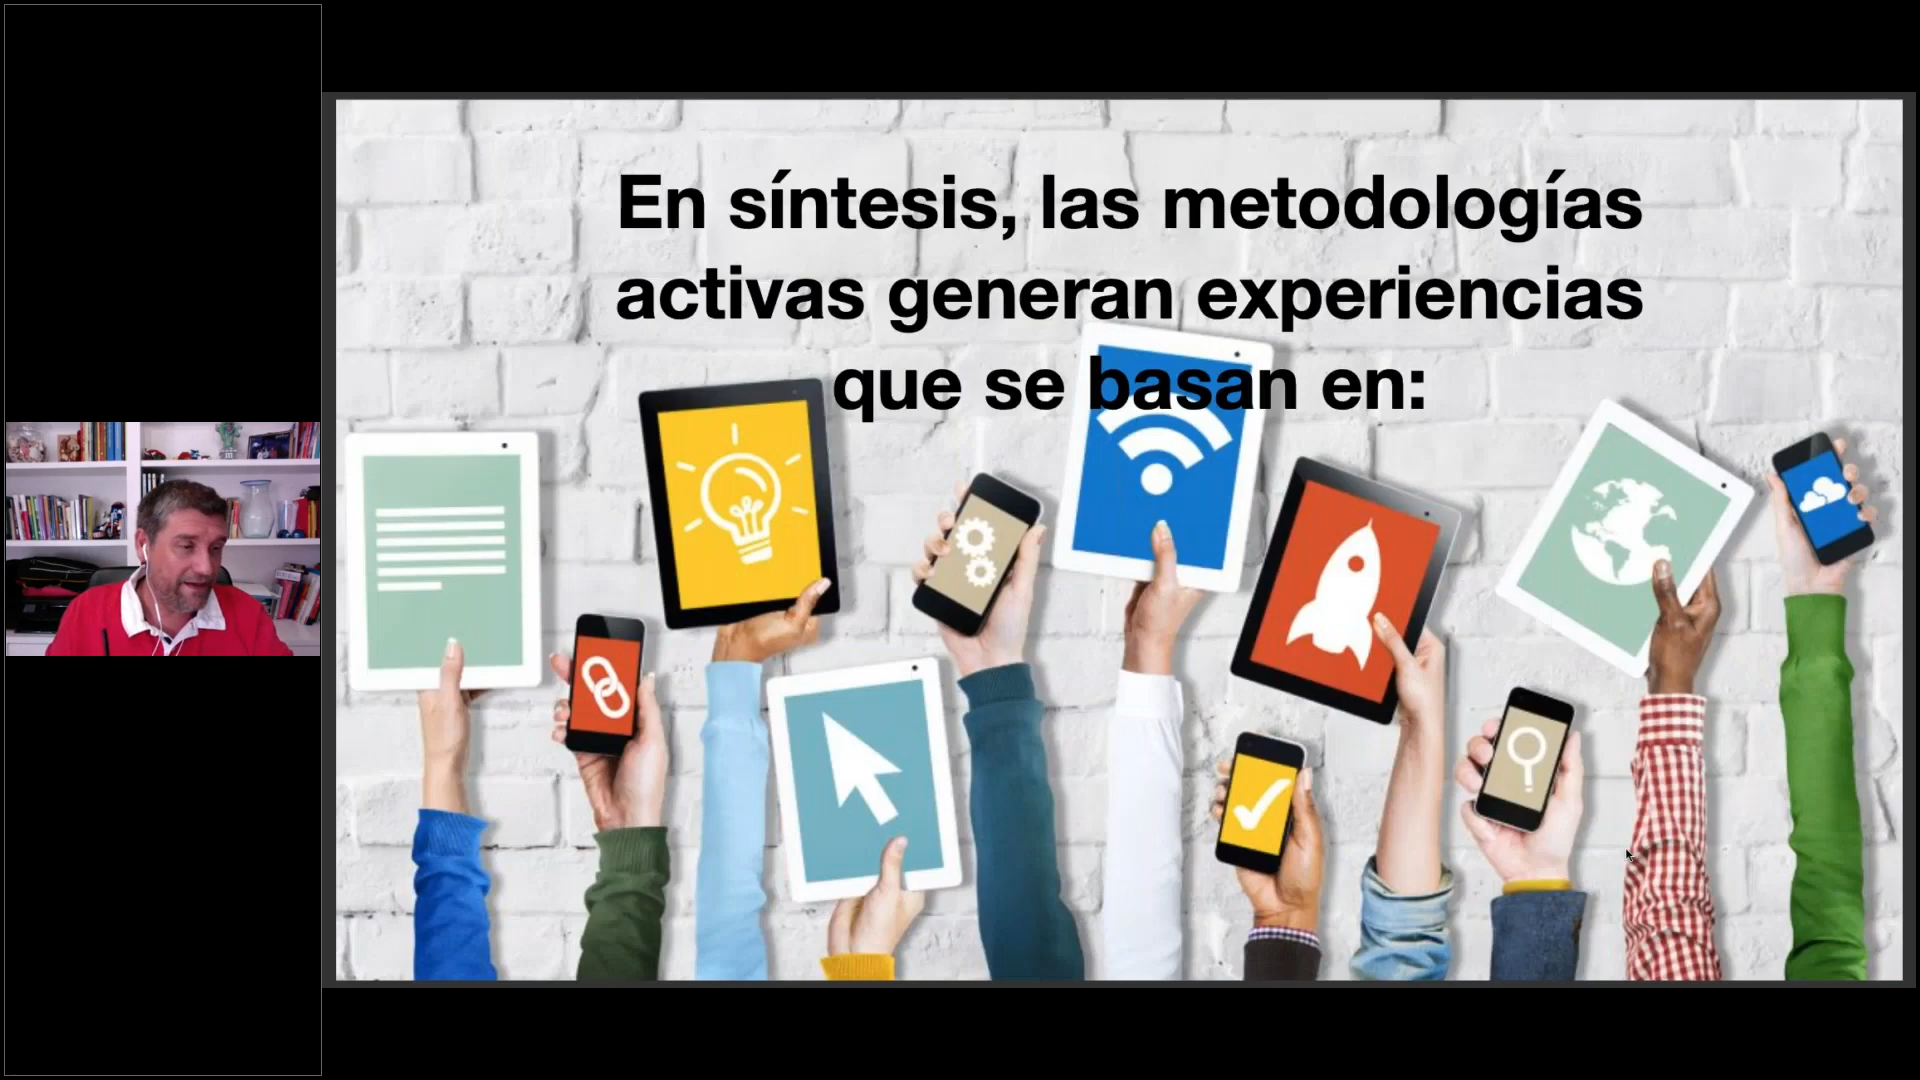 En síntesis, las metodologías
activas generan experiencias
que se basan en: